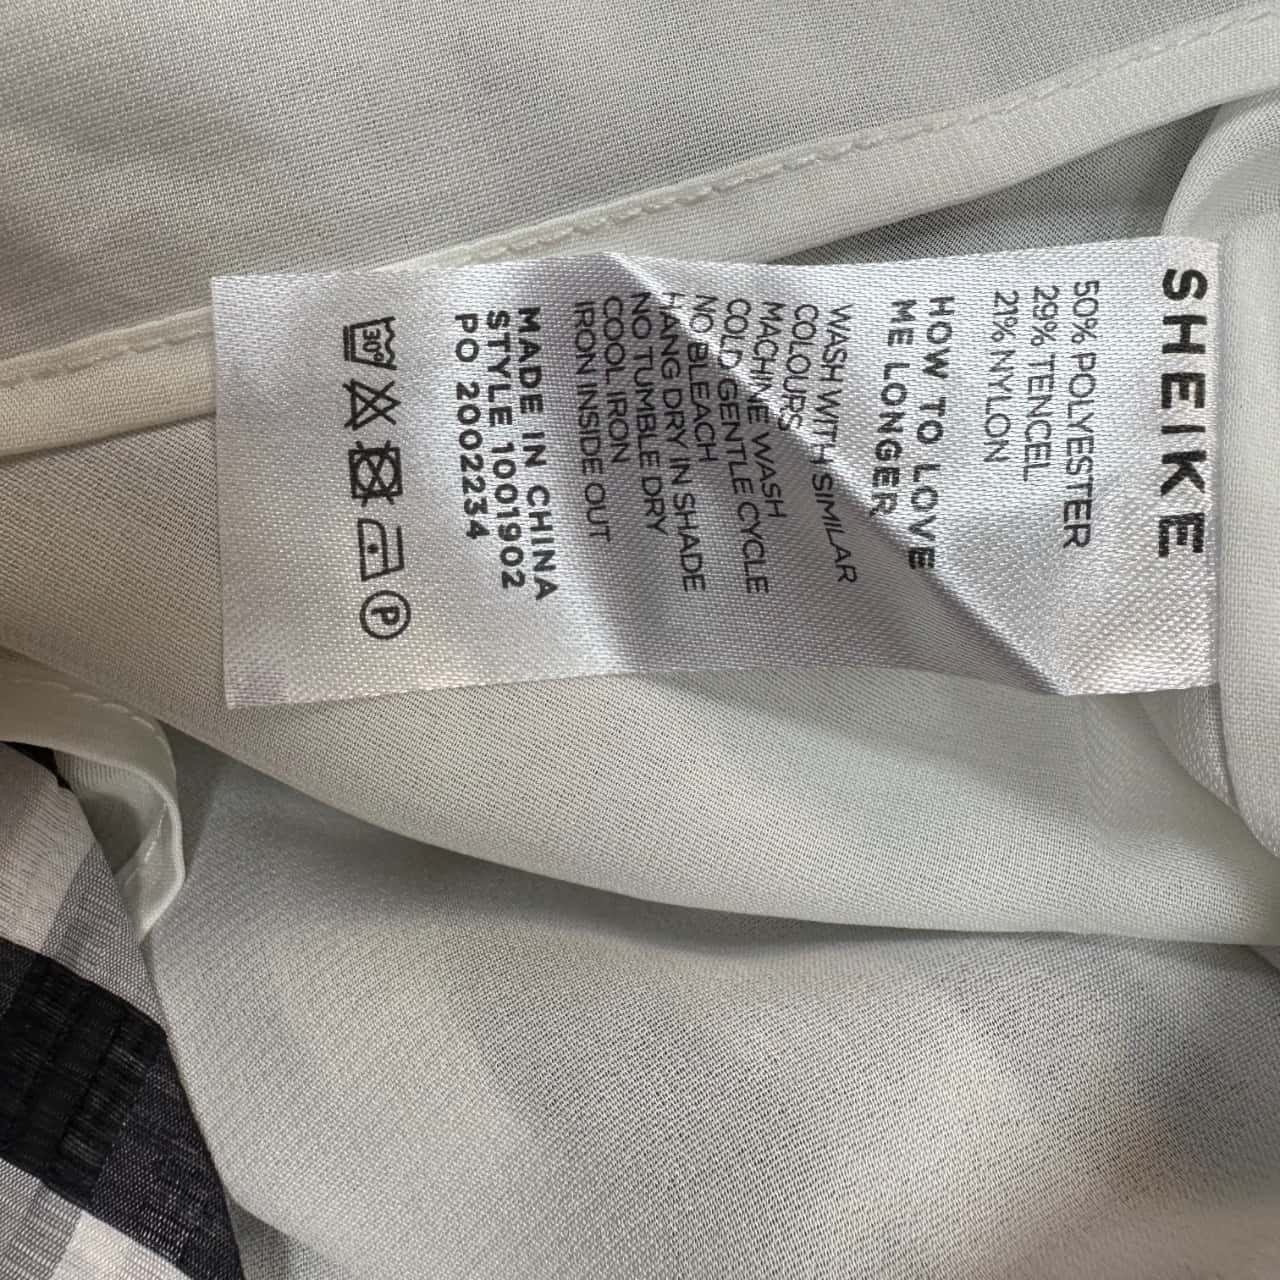 SHEIKE
50% POLYESTER
29% TENCEL
21% NYLON
HOW TO LOVE
ME LONGER
WASH WITH SIMILAR
COLOURS
MACHINE WASH
COLD GENTLE CYCLE
NO BLEACH
HANG DRY IN SHADE
NO TUMBLE DRY
COOL IRON
IRON INSIDE OUT
MADE IN CHINA
STYLE 1001902
PO 2002234
30°
P